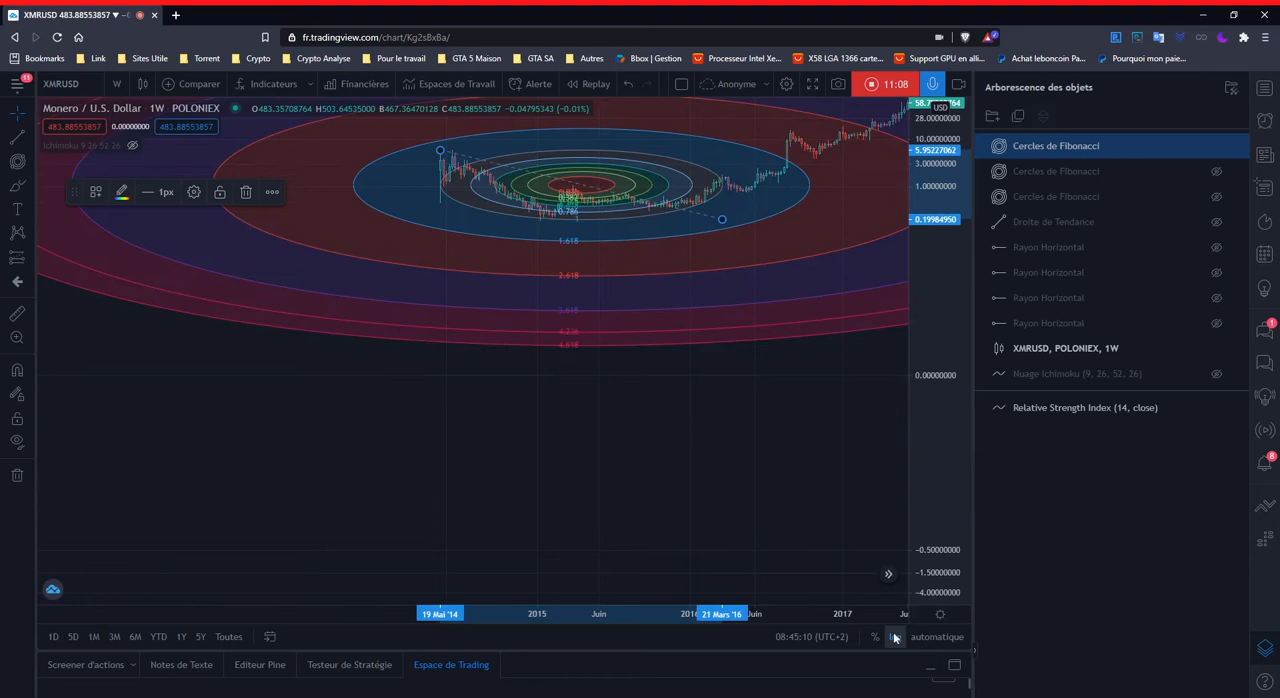 XMRUSD 483.88553857 ▼ −0
fr.tradingview.com/chart/Kg2sBxBa/
Bookmarks Link Sites Utile Torrent Crypto Crypto Analyse Pour le travail GTA 5 Maison GTA SA Autres Bbox | Gestion Processeur Intel Xe... X58 LGA 1366 carte... Support GPU en alli... Achat leboncoin Pa... Pourquoi mon paie...
11 XMRUSD W Comparer Indicateurs Financières Espaces de Travail Alerte Replay Anonyme 11:08
Arborescence des objets
Monero / U.S. Dollar · 1W · POLONIEX O483.35708764 H503.64535000 B467.36470128 C483.88553857 −0.04795343 (−0.01%)
483.88553857 0.00000000 483.88553857
Ichimoku 9 26 52 26
1px
USD
28.00000000
10.00000000
5.95227062
3.00000000
1.00000000
0.19984950
0.00000000
−0.50000000
−1.50000000
−4.00000000
0.786
1.618
2.618
3.618
4.236
4.618
Cercles de Fibonacci
Cercles de Fibonacci
Cercles de Fibonacci
Droite de Tendance
Rayon Horizontal
Rayon Horizontal
Rayon Horizontal
Rayon Horizontal
XMRUSD, POLONIEX, 1W
Nuage Ichimoku (9, 26, 52, 26)
Relative Strength Index (14, close)
1
8
19 Mai '14 2015 Juin 2016 21 Mars '16 Juin 2017
1D 5D 1M 3M 6M YTD 1Y 5Y Toutes 08:45:10 (UTC+2) % automatique
Screener d'actions Notes de Texte Editeur Pine Testeur de Stratégie Espace de Trading